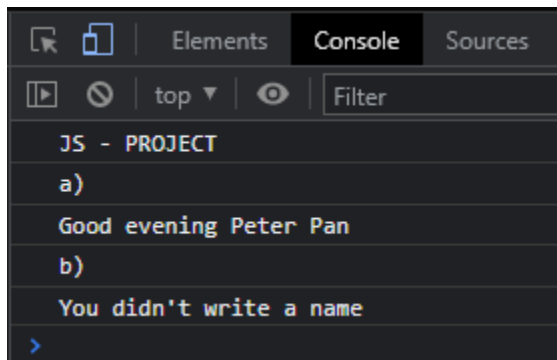 Elements Console Sources
top Filter
JS - PROJECT
a)
Good evening Peter Pan
b)
You didn't write a name